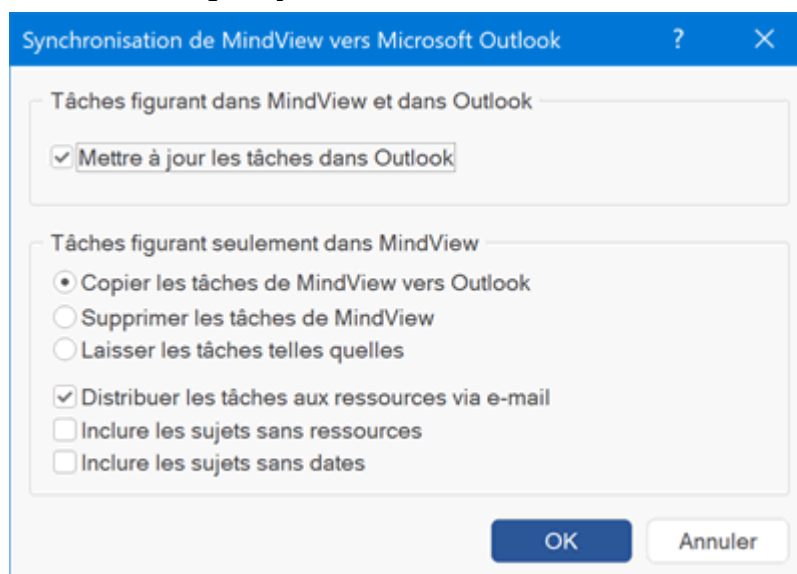 Synchronisation de MindView vers Microsoft Outlook ?
Tâches figurant dans MindView et dans Outlook
Mettre à jour les tâches dans Outlook
Tâches figurant seulement dans MindView
Copier les tâches de MindView vers Outlook
Supprimer les tâches de MindView
Laisser les tâches telles quelles
Distribuer les tâches aux ressources via e-mail
Inclure les sujets sans ressources
Inclure les sujets sans dates
OK Annuler